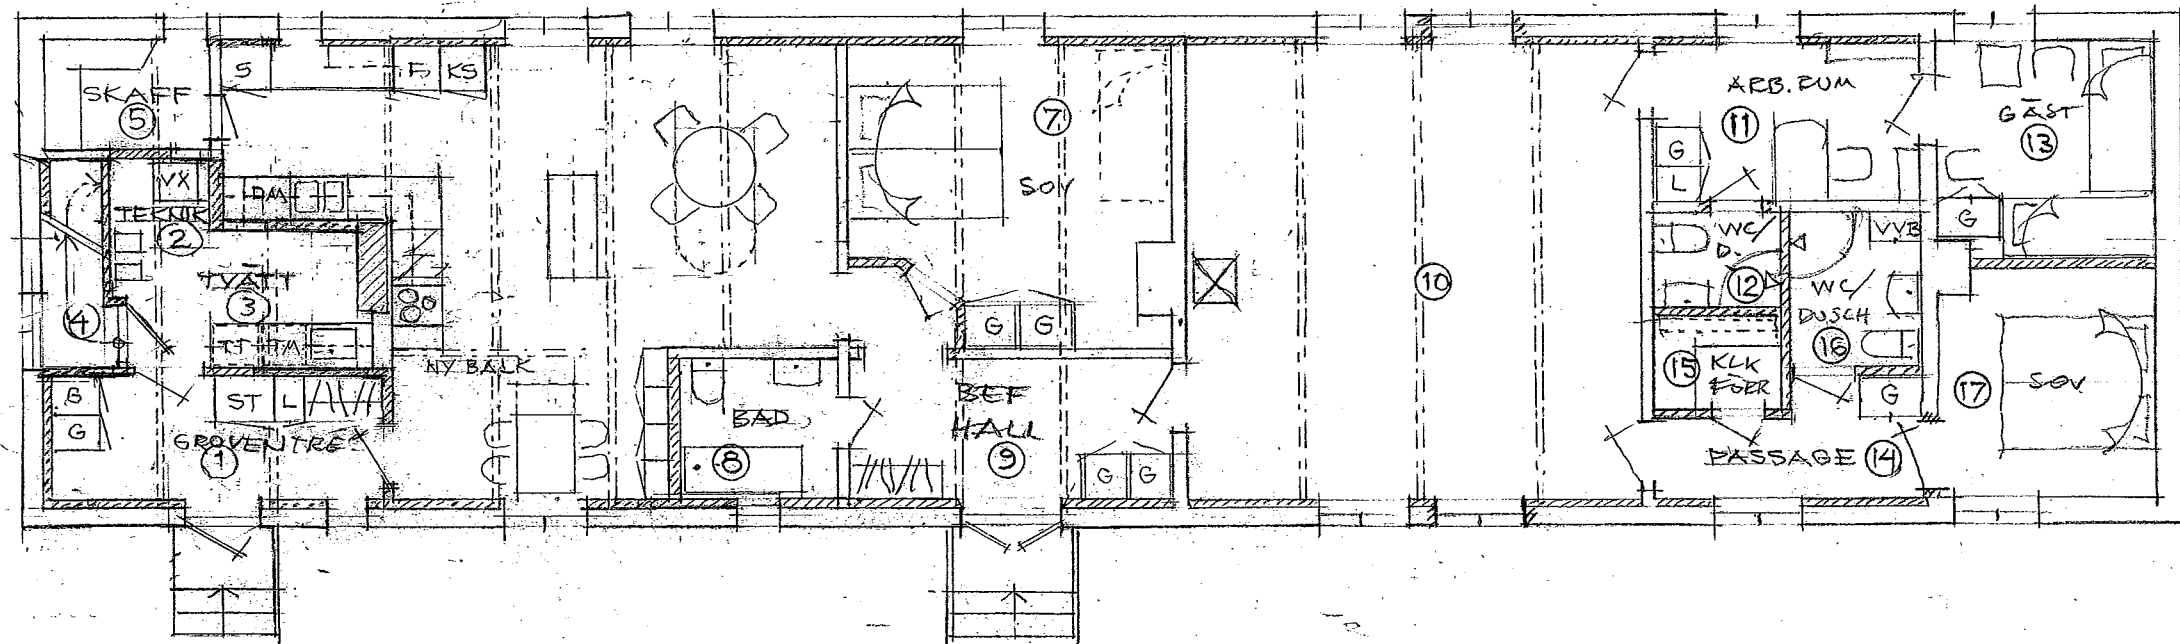 SKAFF
5
S
F
KS
VX
TEKNIK
2
DM
TVÄTT
3
4
TT
TM
NY BALK
B
G
ST
L
GROVENTRE
1
7
SOV
G
G
BAD
8
BEF
HALL
9
G
G
10
ARB. RUM
11
G
L
WC/
D.
12
15
KLK
VVB
WC/
DUSCH
16
G
PASSAGE
14
GÄST
13
G
17
SOV